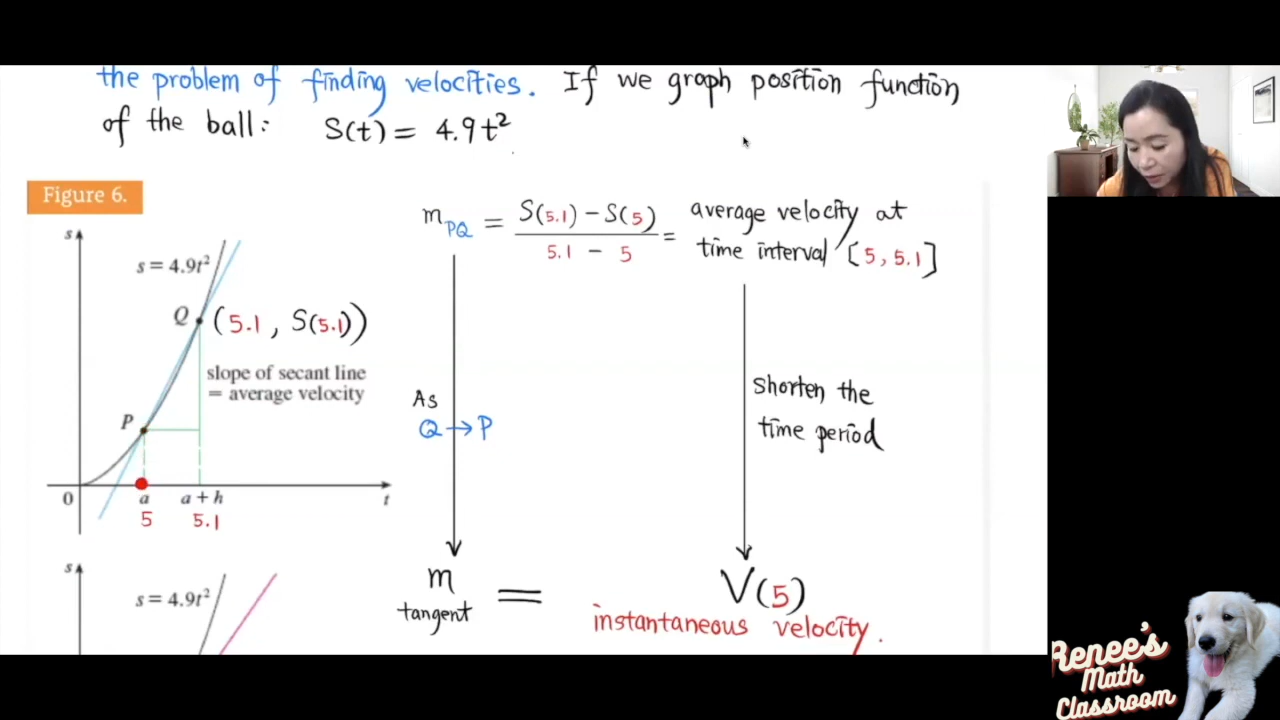 the problem of finding velocities. If we graph position function
of the ball: S(t) = 4.9t²
Figure 6.
m PQ = S(5.1) - S(5) / 5.1 - 5 = average velocity at
time interval [5, 5.1]
s
s = 4.9t²
Q (5.1, S(5.1))
slope of secant line
= average velocity
P
As
Q → P
Shorten the
time period
0 a a + h t
5 5.1
s
s = 4.9t²
m
tangent
=
V(5)
instantaneous velocity.
Renee's
Math
Classroom